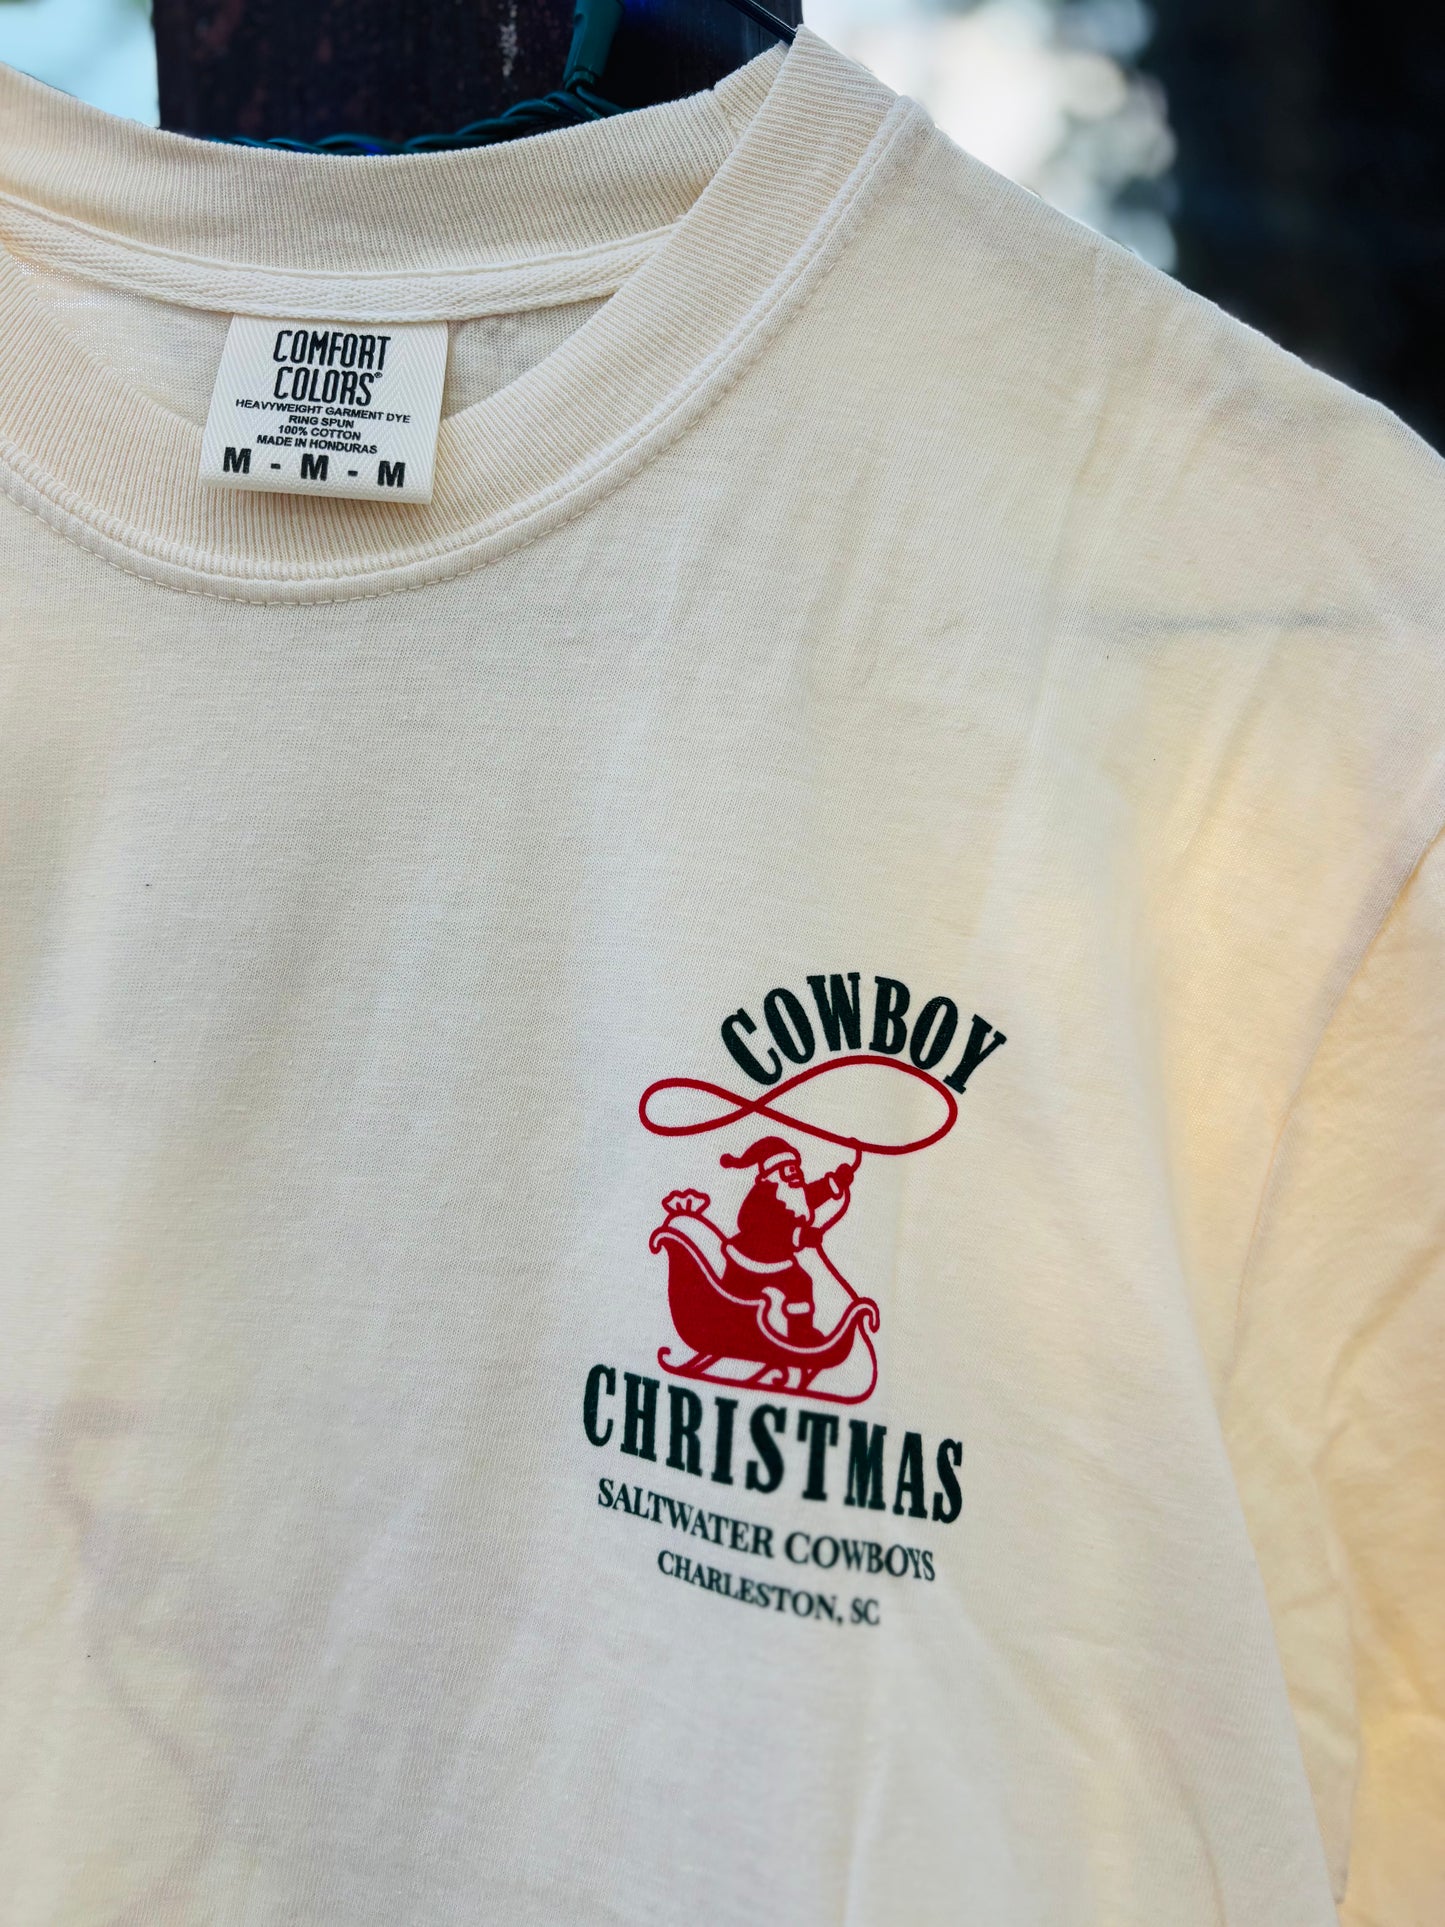 COMFORT
COLORS®
HEAVYWEIGHT GARMENT DYE
RING SPUN
100% COTTON
MADE IN HONDURAS
M - M - M
COWBOY
CHRISTMAS
SALTWATER COWBOYS
CHARLESTON, SC